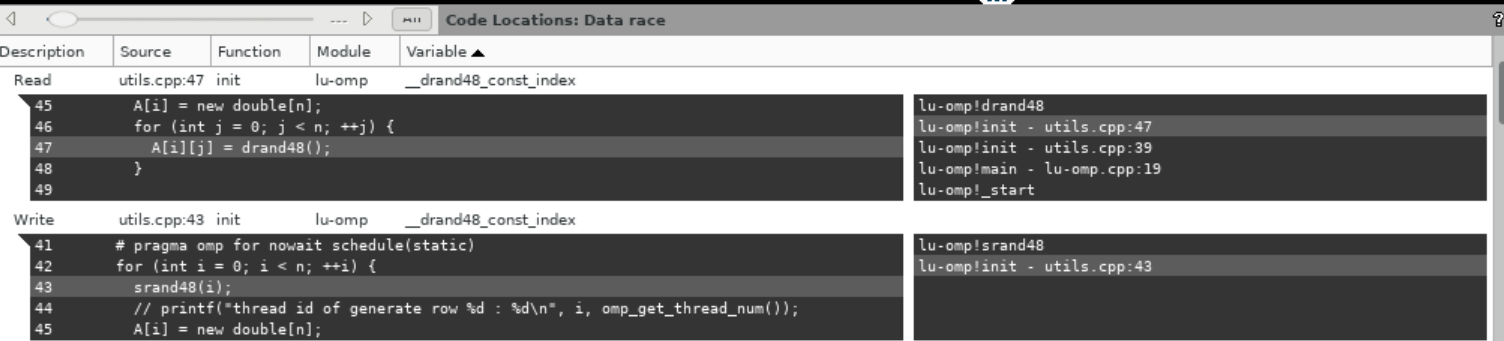 --- All Code Locations: Data race ?
Description Source Function Module Variable
Read utils.cpp:47 init lu-omp __drand48_const_index
45 A[i] = new double[n]; lu-omp!drand48
46 for (int j = 0; j < n; ++j) { lu-omp!init - utils.cpp:47
47 A[i][j] = drand48(); lu-omp!init - utils.cpp:39
48 } lu-omp!main - lu-omp.cpp:19
49 lu-omp!_start
Write utils.cpp:43 init lu-omp __drand48_const_index
41 # pragma omp for nowait schedule(static) lu-omp!srand48
42 for (int i = 0; i < n; ++i) { lu-omp!init - utils.cpp:43
43 srand48(i);
44 // printf("thread id of generate row %d : %d\n", i, omp_get_thread_num());
45 A[i] = new double[n];